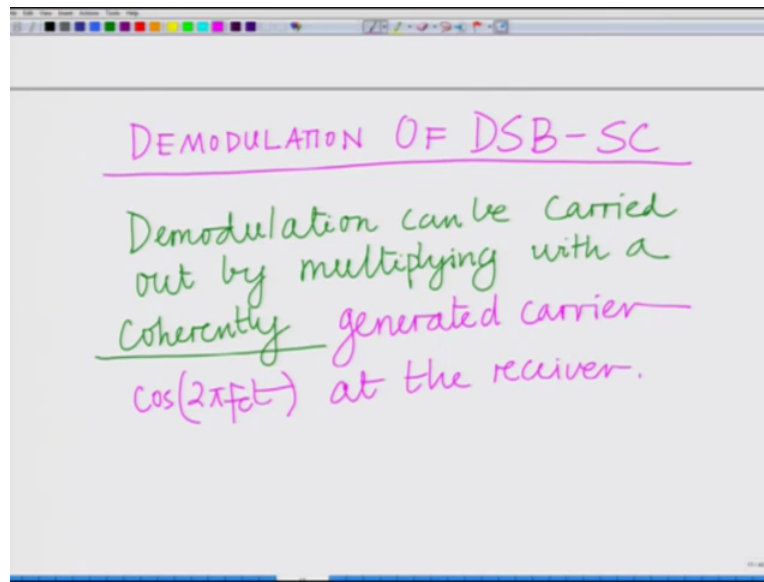 DEMODULATION OF DSB-SC
Demodulation can be carried
out by multiplying with a
coherently generated carrier
cos(2πfct) at the receiver.